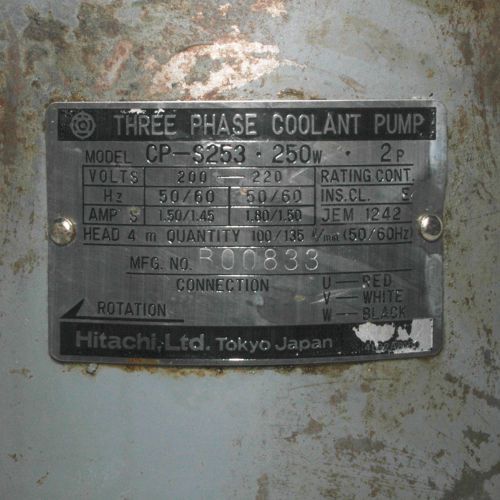 THREE PHASE COOLANT PUMP
MODEL CP-S253 · 250W · 2P
VOLTS 200 — 220 RATING CONT.
Hz 50/60 50/60 INS.CL. E
AMP S 1.50/1.45 1.60/1.50 JEM 1242
HEAD 4 m QUANTITY 100/135 ℓ/min (50/60Hz)
MFG. NO. R00833
CONNECTION U — RED
V — WHITE
ROTATION W — BLACK
Hitachi, Ltd. Tokyo Japan